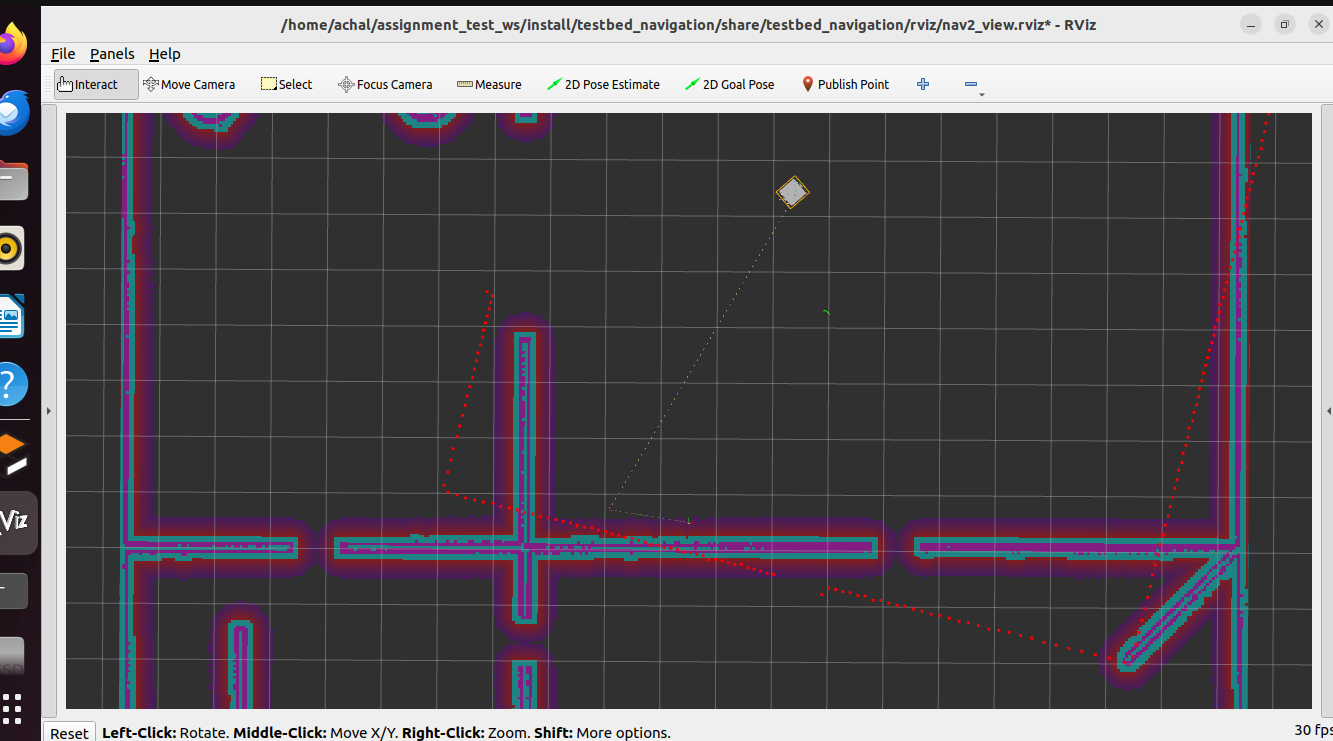 /home/achal/assignment_test_ws/install/testbed_navigation/share/testbed_navigation/rviz/nav2_view.rviz* - RViz
File Panels Help
Interact Move Camera Select Focus Camera Measure 2D Pose Estimate 2D Goal Pose Publish Point
?
Viz
Reset Left-Click: Rotate. Middle-Click: Move X/Y. Right-Click: Zoom. Shift: More options. 30 fps